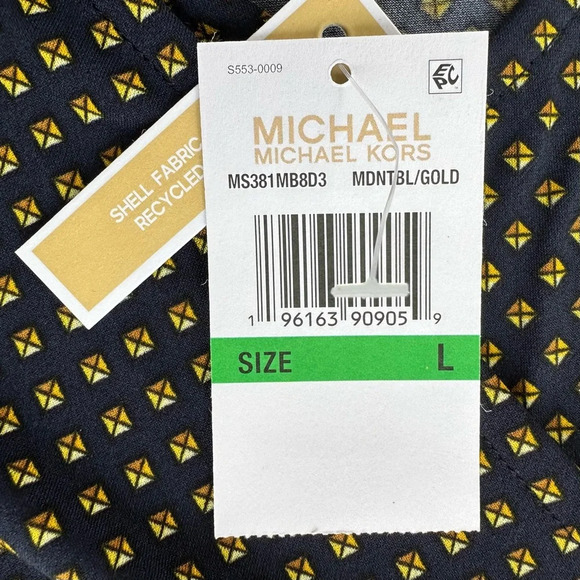 S553-0009
EPC
MICHAEL
MICHAEL KORS
MS381MB8D3 MDNTBL/GOLD
1 96163 90905 9
SIZE L
SHELL FABRIC
RECYCLED